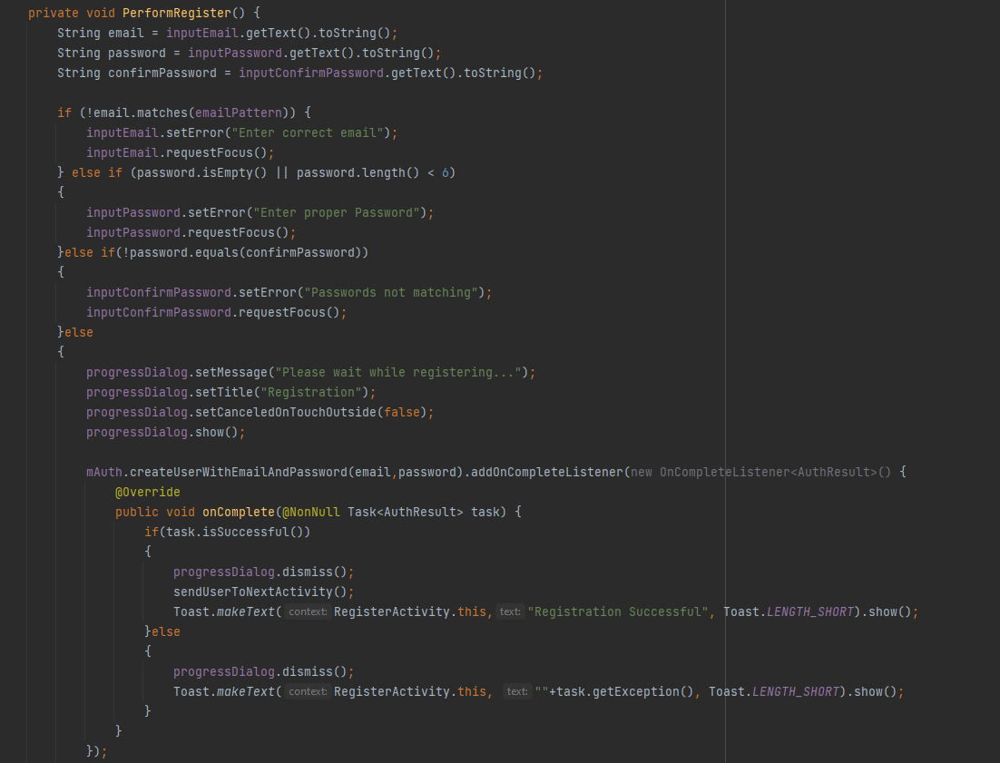 private void PerformRegister() {
    String email = inputEmail.getText().toString();
    String password = inputPassword.getText().toString();
    String confirmPassword = inputConfirmPassword.getText().toString();

    if (!email.matches(emailPattern)) {
        inputEmail.setError("Enter correct email");
        inputEmail.requestFocus();
    } else if (password.isEmpty() || password.length() < 6)
    {
        inputPassword.setError("Enter proper Password");
        inputPassword.requestFocus();
    }else if(!password.equals(confirmPassword))
    {
        inputConfirmPassword.setError("Passwords not matching");
        inputConfirmPassword.requestFocus();
    }else
    {
        progressDialog.setMessage("Please wait while registering...");
        progressDialog.setTitle("Registration");
        progressDialog.setCanceledOnTouchOutside(false);
        progressDialog.show();

        mAuth.createUserWithEmailAndPassword(email,password).addOnCompleteListener(new OnCompleteListener<AuthResult>() {
            @Override
            public void onComplete(@NonNull Task<AuthResult> task) {
                if(task.isSuccessful())
                {
                    progressDialog.dismiss();
                    sendUserToNextActivity();
                    Toast.makeText( context: RegisterActivity.this, text: "Registration Successful", Toast.LENGTH_SHORT).show();
                }else
                {
                    progressDialog.dismiss();
                    Toast.makeText( context: RegisterActivity.this, text: ""+task.getException(), Toast.LENGTH_SHORT).show();
                }
            }
        });